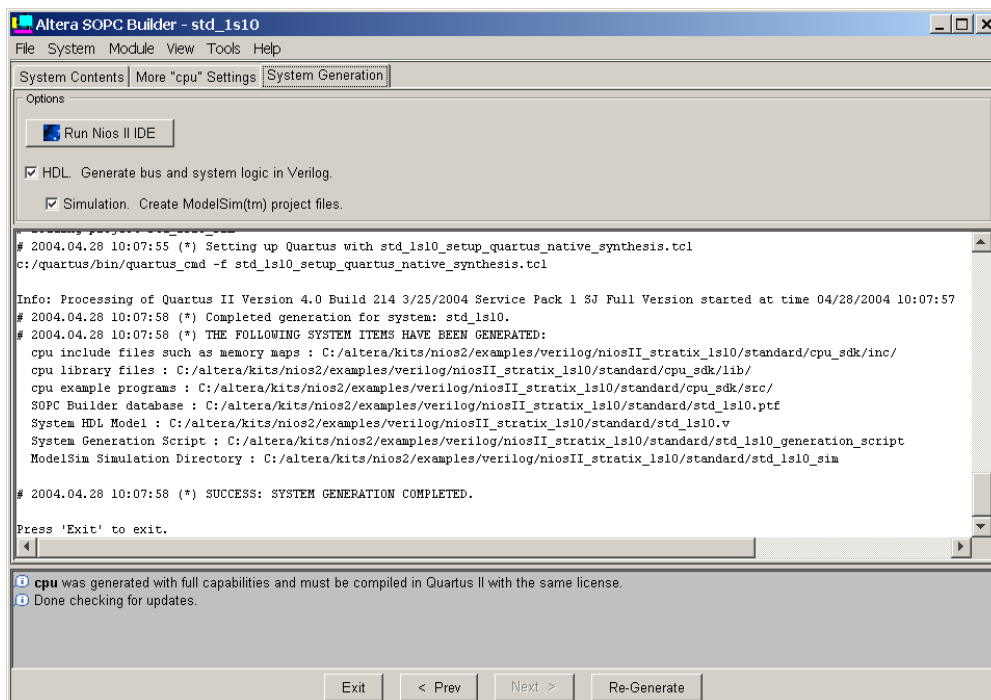 Altera SOPC Builder - std_1s10
File System Module View Tools Help
System Contents More "cpu" Settings System Generation
Options
Run Nios II IDE
HDL. Generate bus and system logic in Verilog.
Simulation. Create ModelSim(tm) project files.
# 2004.04.28 10:07:55 (*) Setting up Quartus with std_1s10_setup_quartus_native_synthesis.tcl
c:/quartus/bin/quartus_cmd -f std_1s10_setup_quartus_native_synthesis.tcl
Info: Processing of Quartus II Version 4.0 Build 214 3/25/2004 Service Pack 1 SJ Full Version started at time 04/28/2004 10:07:57
# 2004.04.28 10:07:58 (*) Completed generation for system: std_1s10.
# 2004.04.28 10:07:58 (*) THE FOLLOWING SYSTEM ITEMS HAVE BEEN GENERATED:
cpu include files such as memory maps : C:/altera/kits/nios2/examples/verilog/niosII_stratix_1s10/standard/cpu_sdk/inc/
cpu library files : C:/altera/kits/nios2/examples/verilog/niosII_stratix_1s10/standard/cpu_sdk/lib/
cpu example programs : C:/altera/kits/nios2/examples/verilog/niosII_stratix_1s10/standard/cpu_sdk/src/
SOPC Builder database : C:/altera/kits/nios2/examples/verilog/niosII_stratix_1s10/standard/std_1s10.ptf
System HDL Model : C:/altera/kits/nios2/examples/verilog/niosII_stratix_1s10/standard/std_1s10.v
System Generation Script : C:/altera/kits/nios2/examples/verilog/niosII_stratix_1s10/standard/std_1s10_generation_script
ModelSim Simulation Directory : C:/altera/kits/nios2/examples/verilog/niosII_stratix_1s10/standard/std_1s10_sim
# 2004.04.28 10:07:58 (*) SUCCESS: SYSTEM GENERATION COMPLETED.
Press 'Exit' to exit.
cpu was generated with full capabilities and must be compiled in Quartus II with the same license.
Done checking for updates.
Exit < Prev Next > Re-Generate